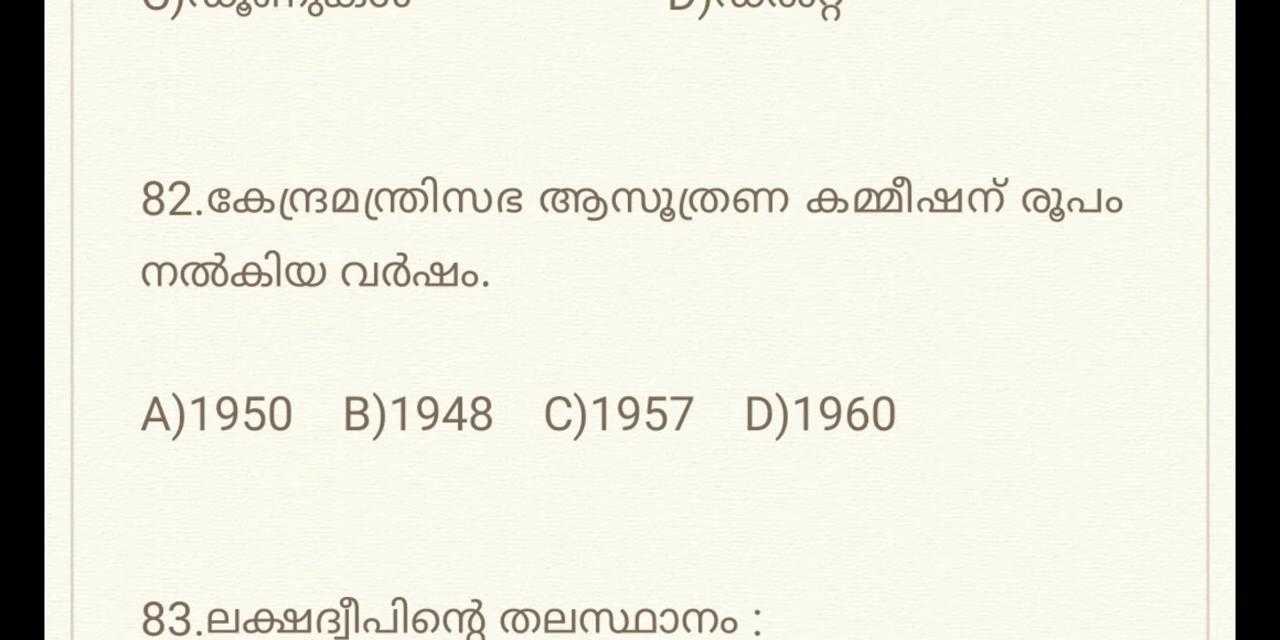 82.കേന്ദ്രമന്ത്രിസഭ ആസൂത്രണ കമ്മീഷന് രൂപം
നൽകിയ വർഷം.
A)1950 B)1948 C)1957 D)1960
83.ലക്ഷദ്വീപിന്റെ തലസ്ഥാനം :